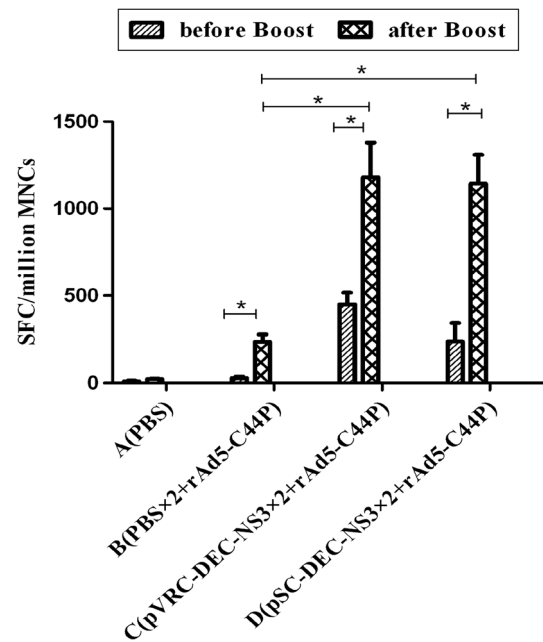 before Boost after Boost
*
*
* *
*
SFC/million MNCs
1500
1000
500
0
A(PBS)
B(PBS×2+rAd5-C44P)
C(pVRC-DEC-NS3×2+rAd5-C44P)
D(pSC-DEC-NS3×2+rAd5-C44P)